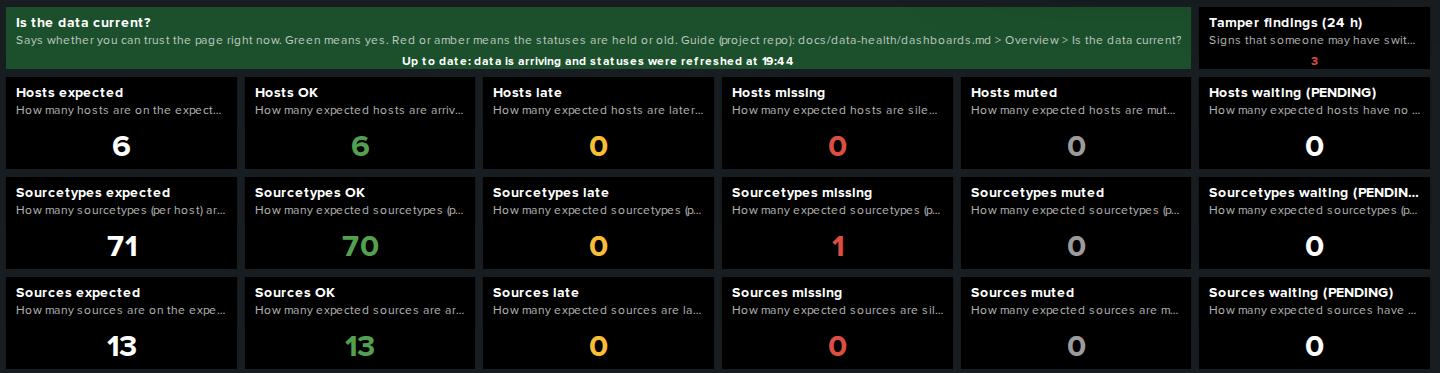 Is the data current?
Says whether you can trust the page right now. Green means yes. Red or amber means the statuses are held or old. Guide (project repo): docs/data-health/dashboards.md > Overview > Is the data current?
Up to date: data is arriving and statuses were refreshed at 19:44
Tamper findings (24 h)
Signs that someone may have swit...
3
Hosts expected
How many hosts are on the expect...
6
Hosts OK
How many expected hosts are arriv...
6
Hosts late
How many expected hosts are later...
0
Hosts missing
How many expected hosts are sile...
0
Hosts muted
How many expected hosts are mut...
0
Hosts waiting (PENDING)
How many expected hosts have no ...
0
Sourcetypes expected
How many sourcetypes (per host) ar...
71
Sourcetypes OK
How many expected sourcetypes (p...
70
Sourcetypes late
How many expected sourcetypes (p...
0
Sourcetypes missing
How many expected sourcetypes (p...
1
Sourcetypes muted
How many expected sourcetypes (p...
0
Sourcetypes waiting (PENDIN...
How many expected sourcetypes (p...
0
Sources expected
How many sources are on the expe...
13
Sources OK
How many expected sources are ar...
13
Sources late
How many expected sources are la...
0
Sources missing
How many expected sources are sil...
0
Sources muted
How many expected sources are m...
0
Sources waiting (PENDING)
How many expected sources have ...
0